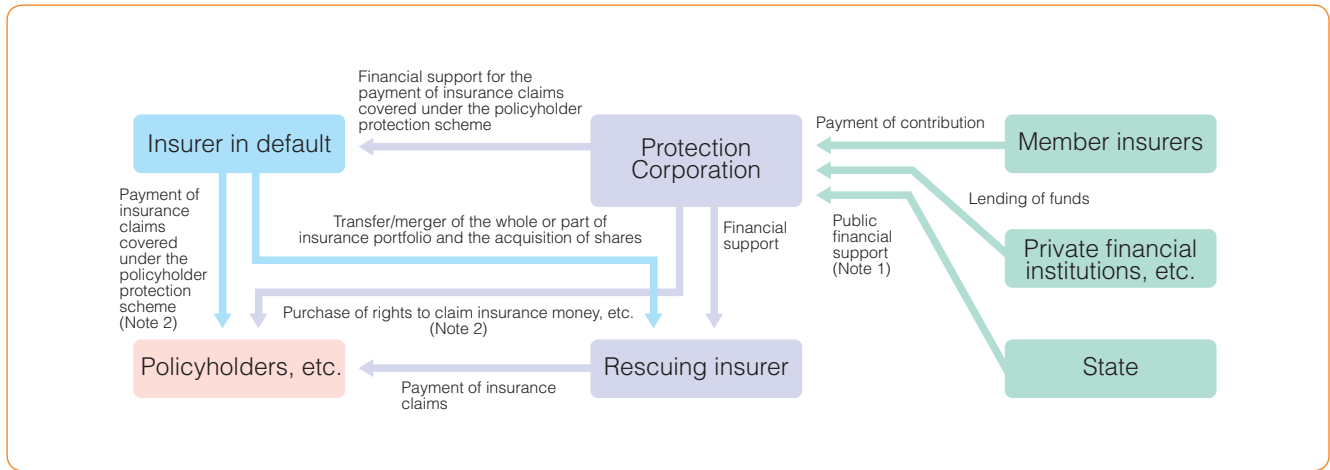 Financial support for the
payment of insurance claims
covered under the policyholder
protection scheme
Insurer in default
Protection
Corporation
Payment of contribution
Member insurers
Payment of
insurance
claims
covered
under the
policyholder
protection
scheme
(Note 2)
Transfer/merger of the whole or part of
insurance portfolio and the acquisition of shares
Financial
support
Public
financial
support
(Note 1)
Lending of funds
Private financial
institutions, etc.
Purchase of rights to claim insurance money, etc.
(Note 2)
Policyholders, etc.
Payment of insurance
claims
Rescuing insurer
State